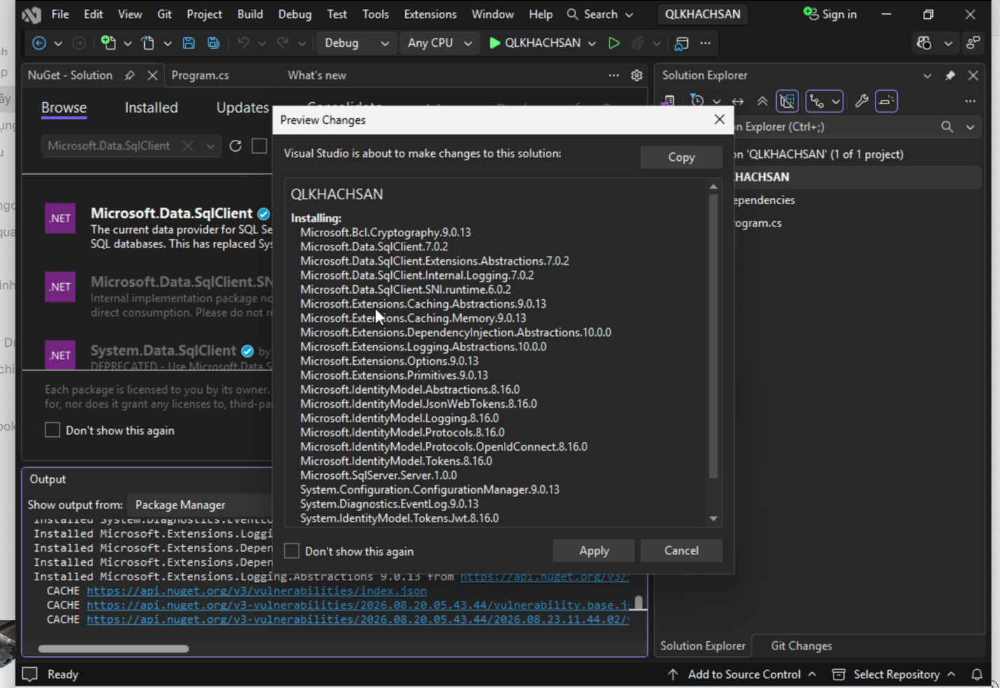 File Edit View Git Project Build Debug Test Tools Extensions Window Help Search QLKHACHSAN Sign in
Debug Any CPU QLKHACHSAN
NuGet - Solution Program.cs What's new
Browse Installed Updates Consolidate
Microsoft.Data.SqlClient
Microsoft.Data.SqlClient
The current data provider for SQL Se
SQL databases. This has replaced Sys
Microsoft.Data.SqlClient.SN
Internal implementation package no
direct consumption. Please do not r
System.Data.SqlClient by
DEPRECATED - Use Microsoft.Data.S
Each package is licensed to you by its owner.
for, nor does it grant any licenses to, third-pa
Don't show this again
Preview Changes
Visual Studio is about to make changes to this solution:
Copy
QLKHACHSAN
Installing:
Microsoft.Bcl.Cryptography.9.0.13
Microsoft.Data.SqlClient.7.0.2
Microsoft.Data.SqlClient.Extensions.Abstractions.7.0.2
Microsoft.Data.SqlClient.Internal.Logging.7.0.2
Microsoft.Data.SqlClient.SNI.runtime.6.0.2
Microsoft.Extensions.Caching.Abstractions.9.0.13
Microsoft.Extensions.Caching.Memory.9.0.13
Microsoft.Extensions.DependencyInjection.Abstractions.10.0.0
Microsoft.Extensions.Logging.Abstractions.10.0.0
Microsoft.Extensions.Options.9.0.13
Microsoft.Extensions.Primitives.9.0.13
Microsoft.IdentityModel.Abstractions.8.16.0
Microsoft.IdentityModel.JsonWebTokens.8.16.0
Microsoft.IdentityModel.Logging.8.16.0
Microsoft.IdentityModel.Protocols.8.16.0
Microsoft.IdentityModel.Protocols.OpenIdConnect.8.16.0
Microsoft.IdentityModel.Tokens.8.16.0
Microsoft.SqlServer.Server.1.0.0
System.Configuration.ConfigurationManager.9.0.13
System.Diagnostics.EventLog.9.0.13
System.IdentityModel.Tokens.Jwt.8.16.0
Don't show this again
Apply
Cancel
Solution Explorer
n Explorer (Ctrl+;)
on 'QLKHACHSAN' (1 of 1 project)
HACHSAN
ependencies
ogram.cs
Output
Show output from: Package Manager
Installed System.Diagnostics.EventLo
Installed Microsoft.Extensions.Loggi
Installed Microsoft.Extensions.Depen
Installed Microsoft.Extensions.Depen
Installed Microsoft.Extensions.Logging.Abstractions 9.0.13 from https://api.nuget.org/v3/
CACHE https://api.nuget.org/v3/vulnerabilities/index.json
CACHE https://api.nuget.org/v3-vulnerabilities/2026.08.20.05.43.44/vulnerability.base.js
CACHE https://api.nuget.org/v3-vulnerabilities/2026.08.20.05.43.44/2026.08.23.11.44.02/
Solution Explorer Git Changes
Ready Add to Source Control Select Repository